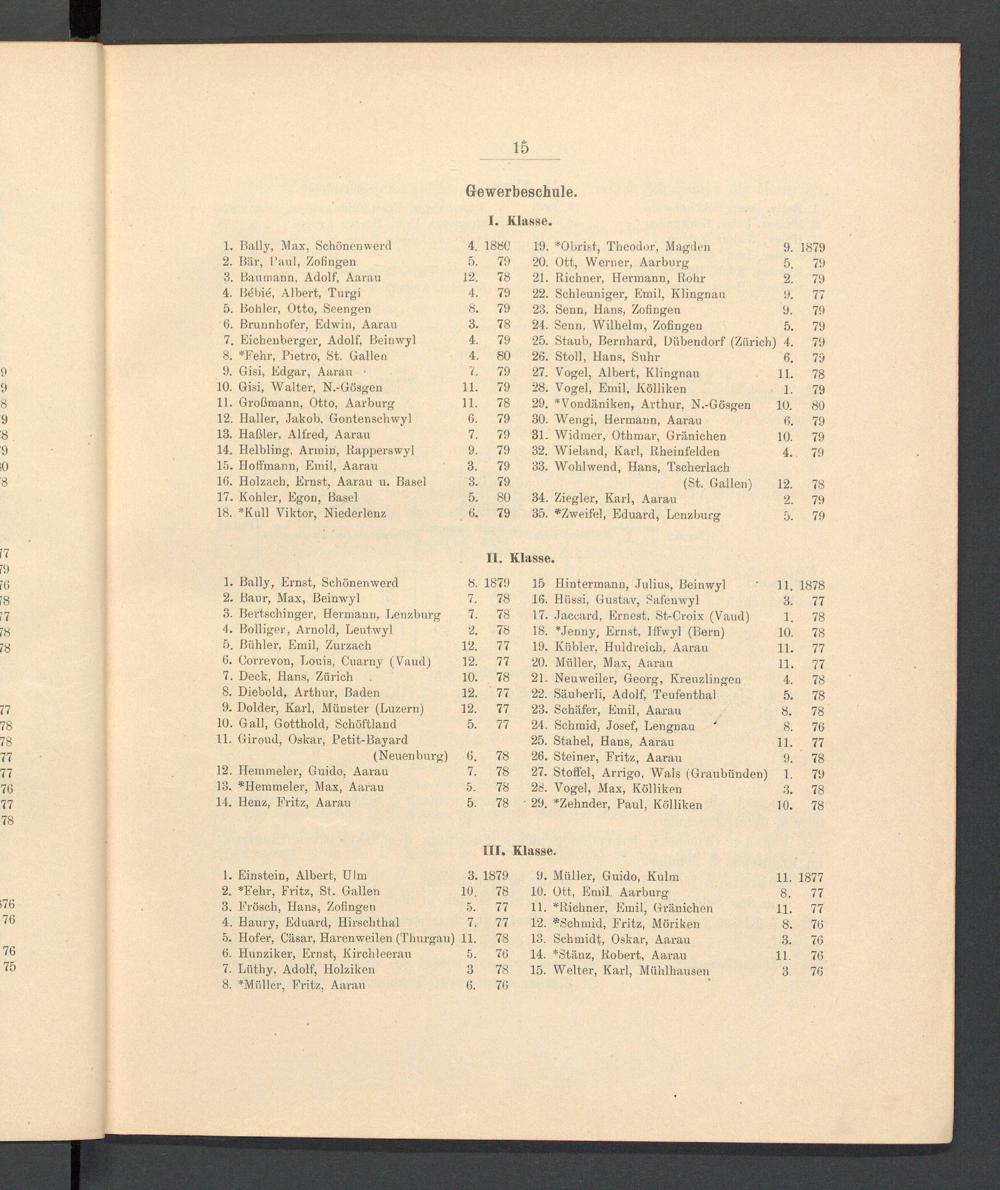 15
Gewerbeschule.
I. Klasse.
1. Bally, Max, Schönenwerd 4. 1880
2. Bär, Paul, Zofingen 5. 79
3. Baumann, Adolf, Aarau 12. 78
4. Bébié, Albert, Turgi 4. 79
5. Bohler, Otto, Seengen 8. 79
6. Brunnhofer, Edwin, Aarau 3. 78
7. Eichenberger, Adolf, Beinwyl 4. 79
8. *Fehr, Pietro, St. Gallen 4. 80
9. Gisi, Edgar, Aarau 7. 79
10. Gisi, Walter, N.-Gösgen 11. 79
11. Großmann, Otto, Aarburg 11. 78
12. Haller, Jakob, Gontenschwyl 6. 79
13. Haßler, Alfred, Aarau 7. 79
14. Helbling, Armin, Rapperswyl 9. 79
15. Hoffmann, Emil, Aarau 3. 79
16. Holzach, Ernst, Aarau u. Basel 3. 79
17. Kohler, Egon, Basel 5. 80
18. *Kull Viktor, Niederlenz 6. 79
19. *Obrist, Theodor, Magden 9. 1879
20. Ott, Werner, Aarburg 5. 79
21. Richner, Hermann, Rohr 2. 79
22. Schleuniger, Emil, Klingnau 9. 77
23. Senn, Hans, Zofingen 9. 79
24. Senn, Wilhelm, Zofingen 5. 79
25. Staub, Bernhard, Dübendorf (Zürich) 4. 79
26. Stoll, Hans, Suhr 6. 79
27. Vogel, Albert, Klingnau 11. 78
28. Vogel, Emil, Kölliken 1. 79
29. *Vondäniken, Arthur, N.-Gösgen 10. 80
30. Wengi, Hermann, Aarau 6. 79
31. Widmer, Othmar, Gränichen 10. 79
32. Wieland, Karl, Rheinfelden 4. 79
33. Wohlwend, Hans, Tscherlach
(St. Gallen) 12. 78
34. Ziegler, Karl, Aarau 2. 79
35. *Zweifel, Eduard, Lenzburg 5. 79
II. Klasse.
1. Bally, Ernst, Schönenwerd 8. 1879
2. Baur, Max, Beinwyl 7. 78
3. Bertschinger, Hermann, Lenzburg 7. 78
4. Bolliger, Arnold, Leutwyl 2. 78
5. Bühler, Emil, Zurzach 12. 77
6. Correvon, Louis, Cuarny (Vaud) 12. 77
7. Deck, Hans, Zürich 10. 78
8. Diebold, Arthur, Baden 12. 77
9. Dolder, Karl, Münster (Luzern) 12. 77
10. Gall, Gotthold, Schöftland 5. 77
11. Giroud, Oskar, Petit-Bayard
(Neuenburg) 6. 78
12. Hemmeler, Guido, Aarau 7. 78
13. *Hemmeler, Max, Aarau 5. 78
14. Henz, Fritz, Aarau 5. 78
15 Hintermann, Julius, Beinwyl 11. 1878
16. Hüssi, Gustav, Safenwyl 3. 77
17. Jaccard, Ernest, St-Croix (Vaud) 1. 78
18. *Jenny, Ernst, Iffwyl (Bern) 10. 78
19. Kübler, Huldreich, Aarau 11. 77
20. Müller, Max, Aarau 11. 77
21. Neuweiler, Georg, Kreuzlingen 4. 78
22. Säuberli, Adolf, Teufenthal 5. 78
23. Schäfer, Emil, Aarau 8. 78
24. Schmid, Josef, Lengnau 8. 76
25. Stahel, Hans, Aarau 11. 77
26. Steiner, Fritz, Aarau 9. 78
27. Stoffel, Arrigo, Wals (Graubünden) 1. 79
28. Vogel, Max, Kölliken 3. 78
29. *Zehnder, Paul, Kölliken 10. 78
III. Klasse.
1. Einstein, Albert, Ulm 3. 1879
2. *Fehr, Fritz, St. Gallen 10. 78
3. Frösch, Hans, Zofingen 5. 77
4. Haury, Eduard, Hirschthal 7. 77
5. Hofer, Cäsar, Harenweilen (Thurgau) 11. 78
6. Hunziker, Ernst, Kirchleerau 5. 76
7. Lüthy, Adolf, Holziken 3 78
8. *Müller, Fritz, Aarau 6. 76
9. Müller, Guido, Kulm 11. 1877
10. Ott, Emil Aarburg 8. 77
11. *Richner, Emil, Gränichen 11. 77
12. *Schmid, Fritz, Möriken 8. 76
13. Schmidt, Oskar, Aarau 3. 76
14. *Stänz, Robert, Aarau 11. 76
15. Welter, Karl, Mühlhausen 3 76